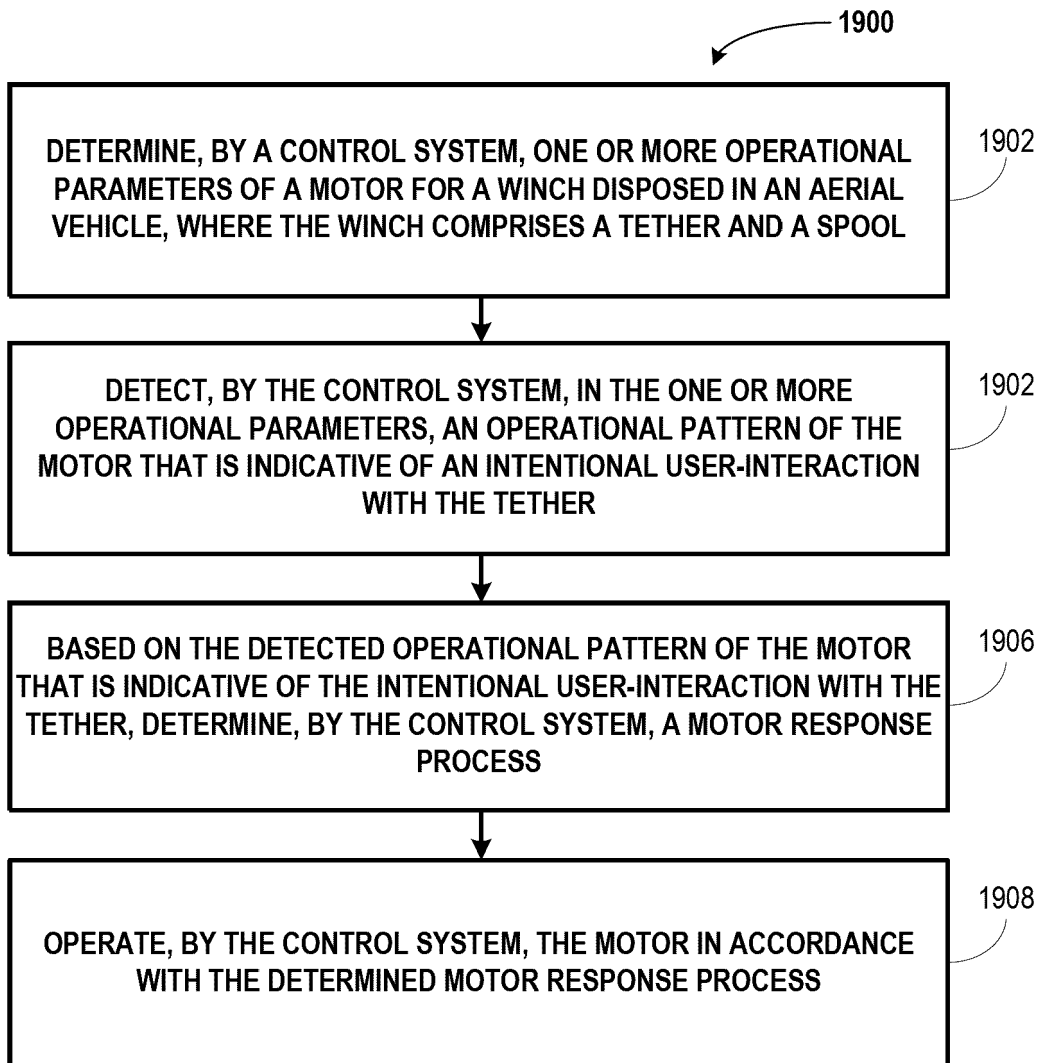 1900
DETERMINE, BY A CONTROL SYSTEM, ONE OR MORE OPERATIONAL
PARAMETERS OF A MOTOR FOR A WINCH DISPOSED IN AN AERIAL
VEHICLE, WHERE THE WINCH COMPRISES A TETHER AND A SPOOL
1902
DETECT, BY THE CONTROL SYSTEM, IN THE ONE OR MORE
OPERATIONAL PARAMETERS, AN OPERATIONAL PATTERN OF THE
MOTOR THAT IS INDICATIVE OF AN INTENTIONAL USER-INTERACTION
WITH THE TETHER
1902
BASED ON THE DETECTED OPERATIONAL PATTERN OF THE MOTOR
THAT IS INDICATIVE OF THE INTENTIONAL USER-INTERACTION WITH THE
TETHER, DETERMINE, BY THE CONTROL SYSTEM, A MOTOR RESPONSE
PROCESS
1906
OPERATE, BY THE CONTROL SYSTEM, THE MOTOR IN ACCORDANCE
WITH THE DETERMINED MOTOR RESPONSE PROCESS
1908